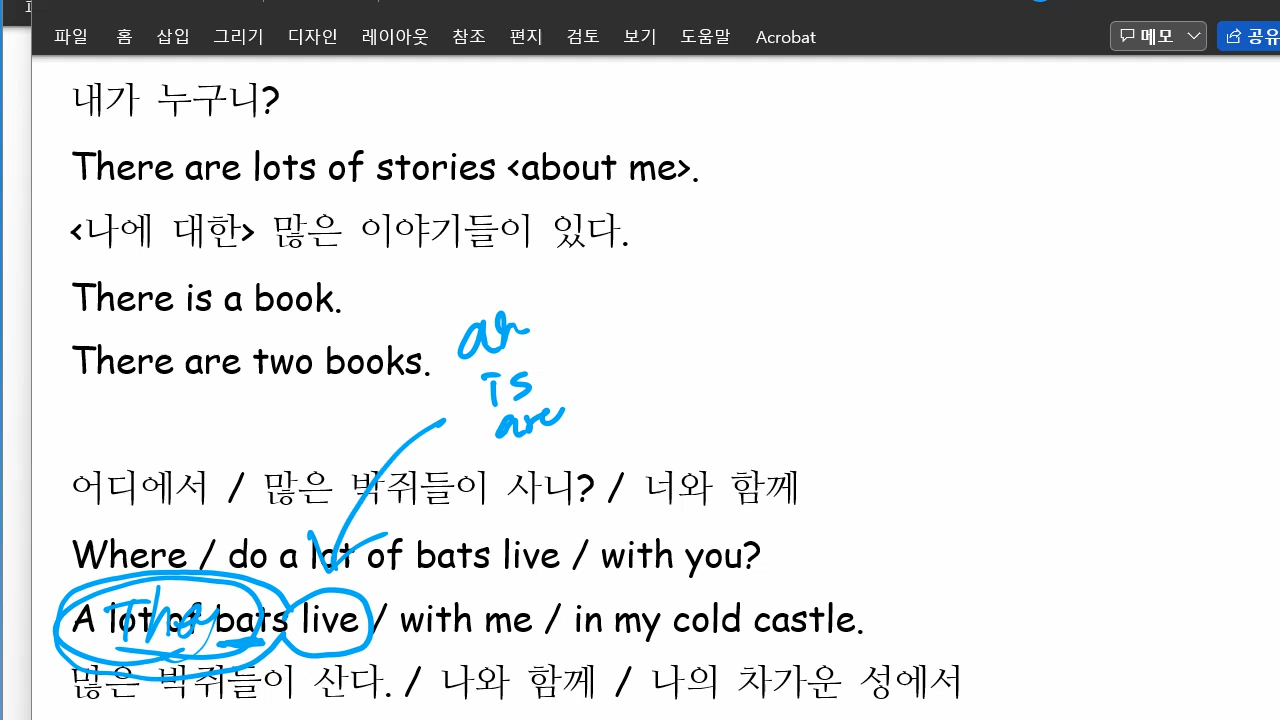 파일 홈 삽입 그리기 디자인 레이아웃 참조 편지 검토 보기 도움말 Acrobat 메모 공유
내가 누구니?
There are lots of stories <about me>.
<나에 대한> 많은 이야기들이 있다.
There is a book.
There are two books.
is
are
어디에서 / 많은 박쥐들이 사니? / 너와 함께
Where / do a lot of bats live / with you?
They
A lot of bats live / with me / in my cold castle.
많은 박쥐들이 산다. / 나와 함께 / 나의 차가운 성에서